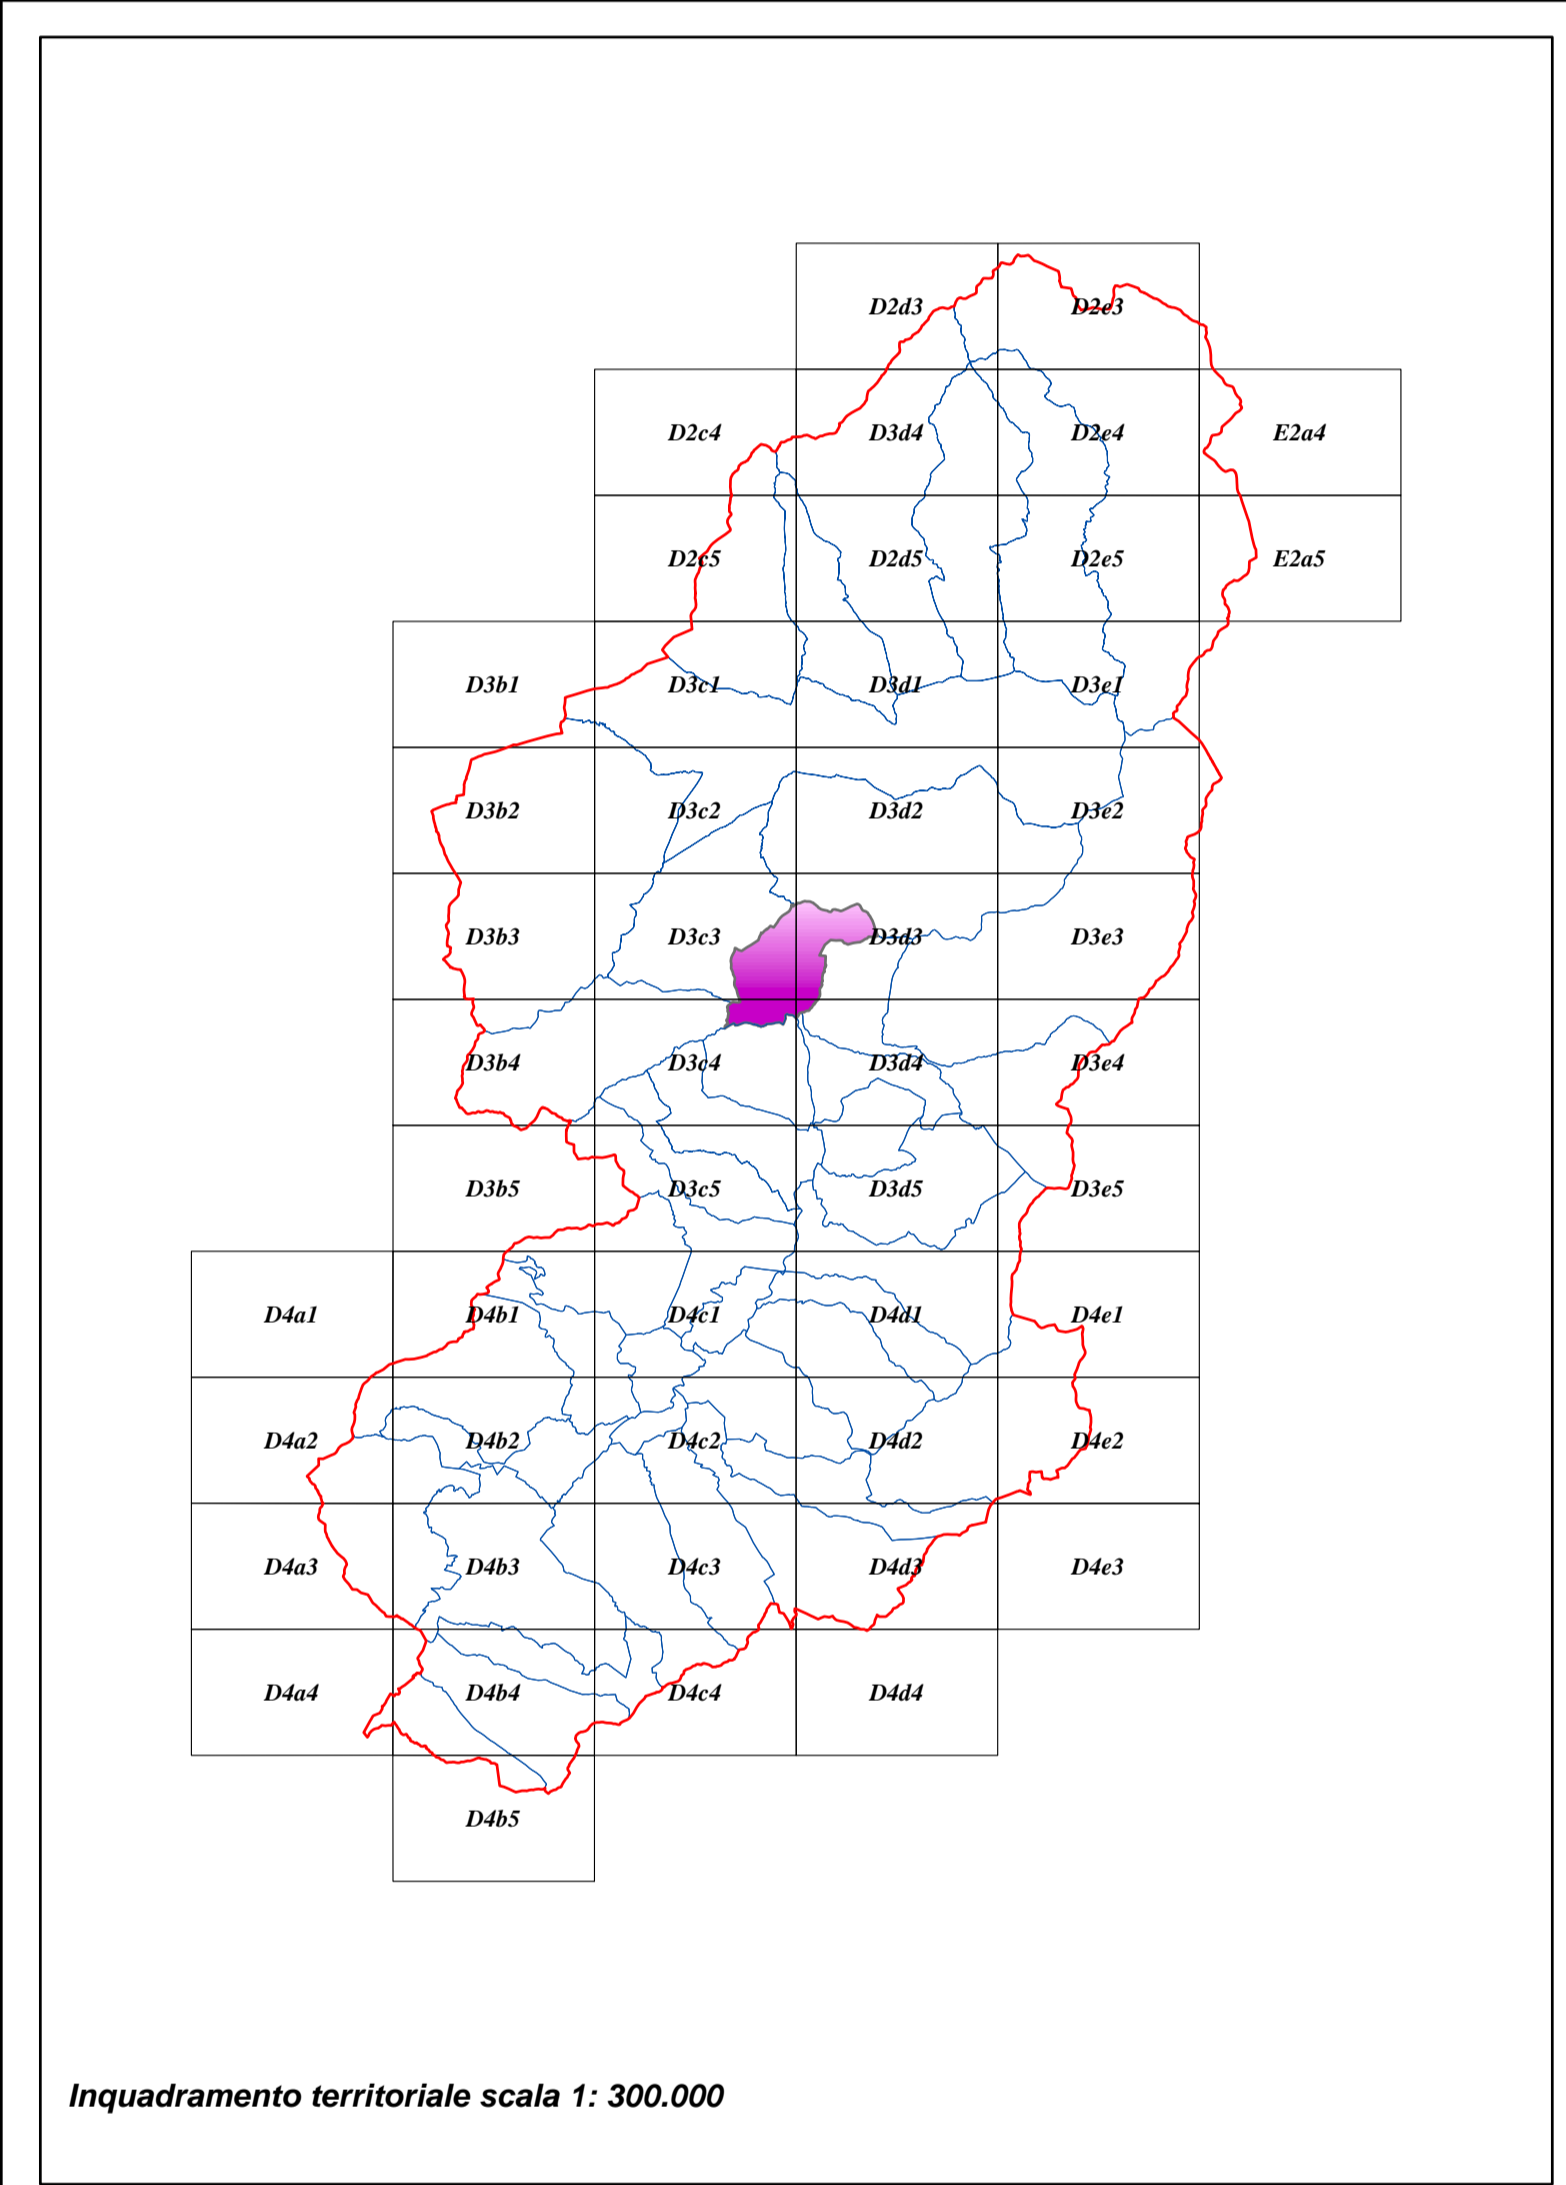 D2d3 D2e3
D2c4 D3d4 D2e4 E2a4
D2c5 D2d5 D2e5 E2a5
D3b1 D3c1 D3d1 D3e1
D3b2 D3c2 D3d2 D3e2
D3b3 D3c3 D3d3 D3e3
D3b4 D3c4 D3d4 D3e4
D3b5 D3c5 D3d5 D3e5
D4a1 D4b1 D4c1 D4d1 D4e1
D4a2 D4b2 D4c2 D4d2 D4e2
D4a3 D4b3 D4c3 D4d3 D4e3
D4a4 D4b4 D4c4 D4d4
D4b5
Inquadramento territoriale scala 1: 300.000